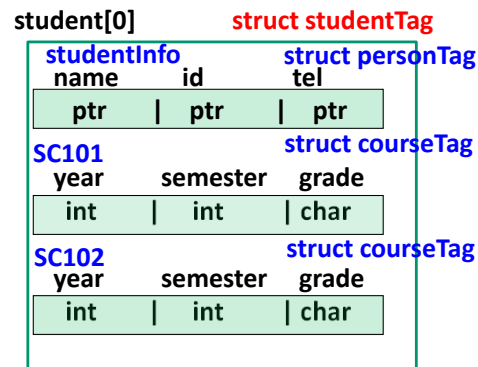 student[0] struct studentTag
studentInfo struct personTag
name id tel
ptr | ptr | ptr
SC101 struct courseTag
year semester grade
int | int | char
SC102 struct courseTag
year semester grade
int | int | char